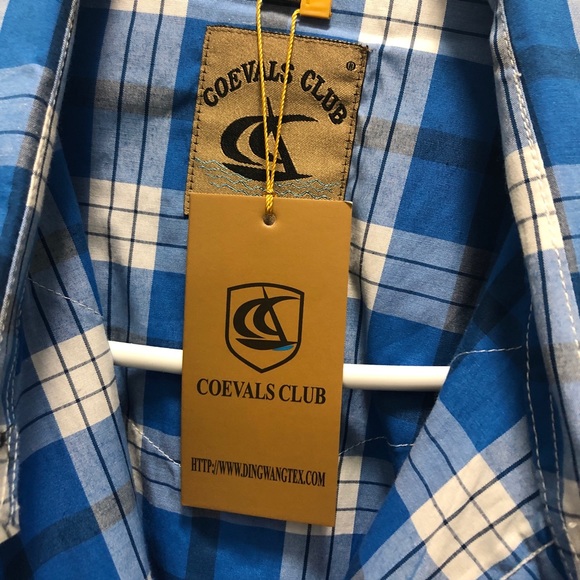 COEVALS CLUB ®
COEVALS CLUB
HTTP://WWW.DINGWANGTEX.COM